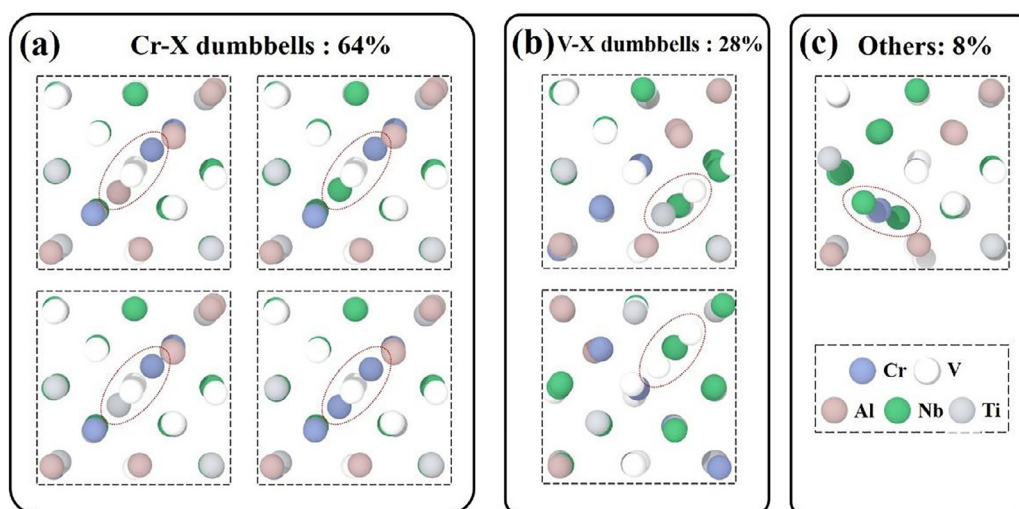 (a) Cr-X dumbbells : 64%
(b) V-X dumbbells : 28%
(c) Others: 8%
Cr V
Al Nb Ti